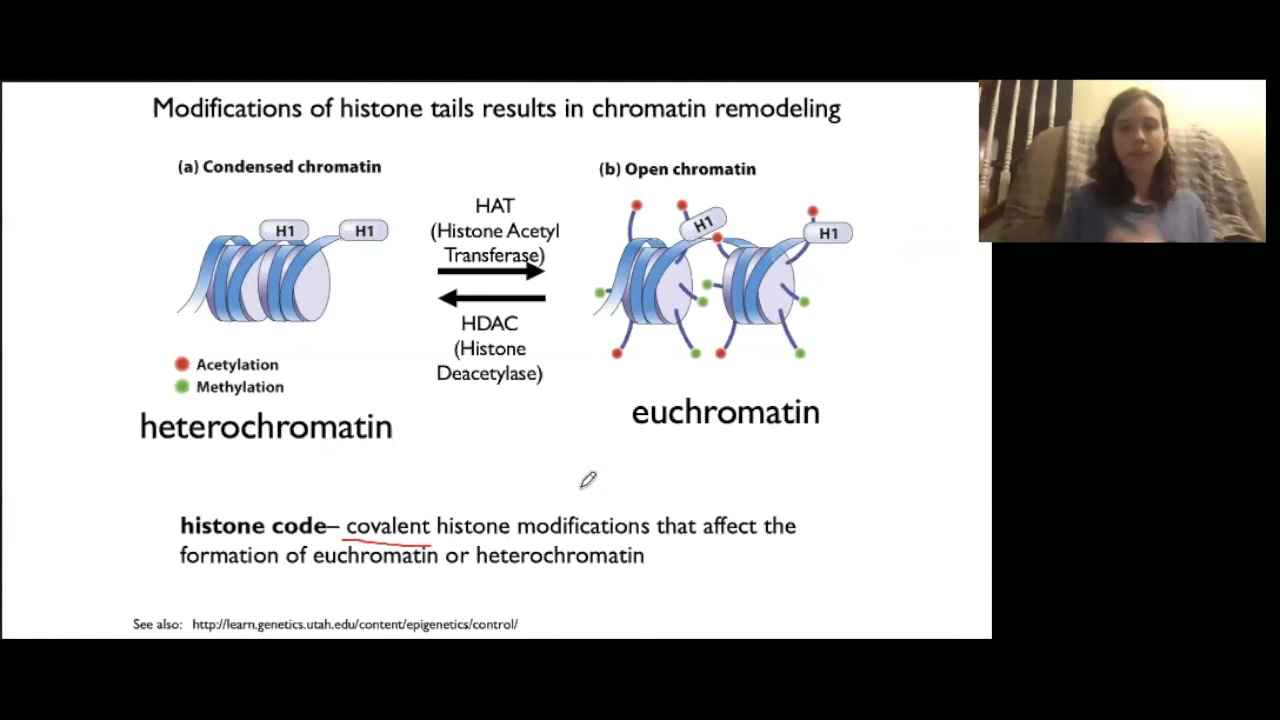 Modifications of histone tails results in chromatin remodeling
(a) Condensed chromatin
H1
H1
Acetylation
Methylation
heterochromatin
HAT
(Histone Acetyl
Transferase)
HDAC
(Histone
Deacetylase)
(b) Open chromatin
H1
H1
euchromatin
histone code– covalent histone modifications that affect the
formation of euchromatin or heterochromatin
See also: http://learn.genetics.utah.edu/content/epigenetics/control/